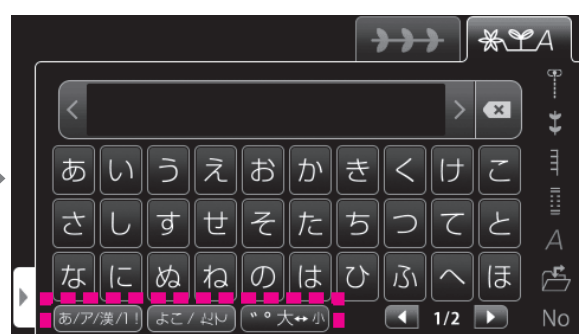 A
あ い う え お か き く け こ
さ し す せ そ た ち つ て と
A
な に ぬ ね の は ひ ふ へ ほ
あ/ア/漢/1! よこ/よこ ゛゜大↔小 1/2 No